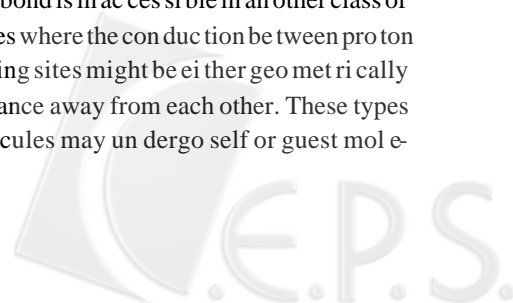 bond is in ac ces si ble in an other class of
es where the con duc tion be tween pro ton
ing sites might be ei ther geo met ri cally
ance away from each other. These types
cules may un dergo self or guest mol e-
C.E.P.S.